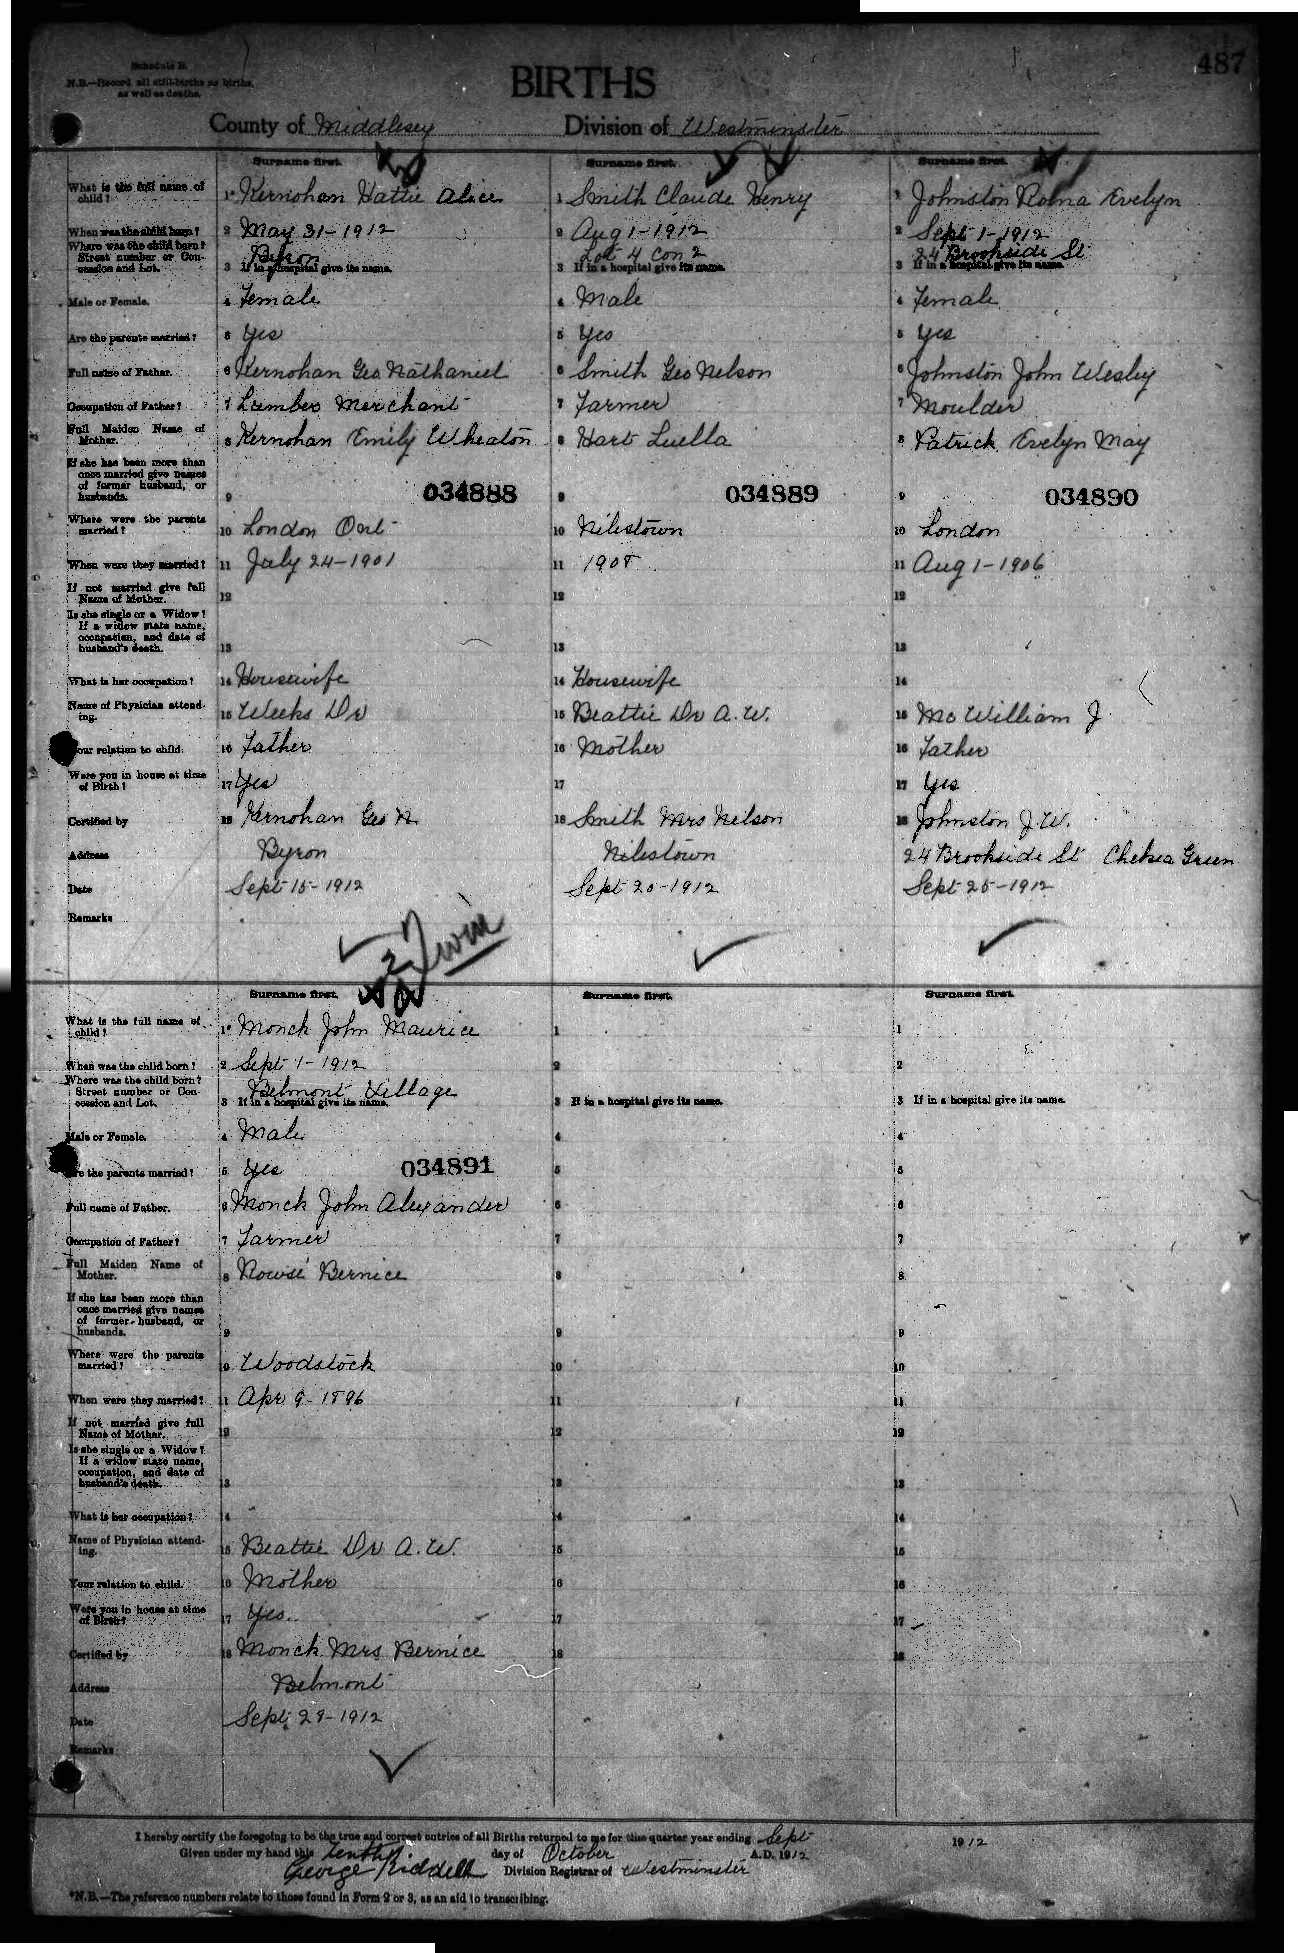 Schedule B.
N.B.—Record all still-births as births,
as well as deaths.
487
BIRTHS
County of Middlesex Division of Westminster
Surname first. Surname first. Surname first.
What is the full name of child? 1* Kernohan Hattie Alice 1 Smith Claude Henry 1 Johnston Rolna Evelyn
When was the child born? 2 May 31-1912 2 Aug 1-1912 2 Sept 1-1912
Where was the child born? Street number or Concession and Lot. Byron Lot 4 Con 2 24 Brookside St
3 If in a hospital give its name. 3 If in a hospital give its name. 3 If in a hospital give its name.
Male or Female. 4 Female 4 Male 4 Female
Are the parents married? 5 Yes 5 Yes 5 Yes
Full name of Father. 6 Kernohan Geo Nathaniel 6 Smith Geo Nelson 6 Johnston John Wesley
Occupation of Father? 7 Lumber Merchant 7 Farmer 7 Moulder
Full Maiden Name of Mother. 8 Kernohan Emily Wheaton 8 Hart Luella 8 Patrick Evelyn May
If she has been more than once married give names of former husband, or husbands. 9 034888 9 034889 9 034890
Where were the parents married? 10 London Ont 10 Nilestown 10 London
When were they married? 11 July 24-1901 11 1908 11 Aug 1-1906
If not married give full Name of Mother. 12 12 12
Is she single or a Widow? If a widow state name, occupation, and date of husband's death. 13 13 13
What is her occupation? 14 Housewife 14 Housewife 14
Name of Physician attending. 15 Weeks Dr 15 Beattie Dr A.W. 15 McWilliam J
Your relation to child. 16 Father 16 Mother 16 Father
Were you in house at time of Birth? 17 Yes 17 17 Yes
Certified by 18 Kernohan Geo N. 18 Smith Mrs Nelson 18 Johnston J.W.
Address Byron Nilestown 24 Brookside St Chelsea Green
Date Sept 15-1912 Sept 20-1912 Sept 25-1912
Remarks
Twin
Surname first. Surname first. Surname first.
What is the full name of child? 1* Monck John Maurice 1 1
When was the child born? 2 Sept 1-1912 2 2
Where was the child born? Street number or Concession and Lot. Belmont Village
3 If in a hospital give its name. 3 If in a hospital give its name. 3 If in a hospital give its name.
Male or Female. 4 Male 4 4
Are the parents married? 5 Yes 034891 5 5
Full name of Father. 6 Monck John Alexander 6 6
Occupation of Father? 7 Farmer 7 7
Full Maiden Name of Mother. 8 Rowse Bernice 8 8
If she has been more than once married give names of former husband, or husbands. 9 9 9
Where were the parents married? 10 Woodstock 10 10
When were they married? 11 Apr 9-1896 11 11
If not married give full Name of Mother. 12 12 12
Is she single or a Widow? If a widow state name, occupation, and date of husband's death. 13 13 13
What is her occupation? 14 14 14
Name of Physician attending. 15 Beattie Dr A.W. 15 15
Your relation to child. 16 Mother 16 16
Were you in house at time of Birth? 17 Yes 17 17
Certified by 18 Monck Mrs Bernice 18 18
Address Belmont
Date Sept 28-1912
Remarks
I hereby certify the foregoing to be the true and correct entries of all Births returned to me for the quarter year ending Sept 1912
Given under my hand this tenth day of October A.D. 1912
George Riddell Division Registrar of Westminster
*N.B.—The reference numbers relate to those found in Form 2 or 3, as an aid to transcribing.